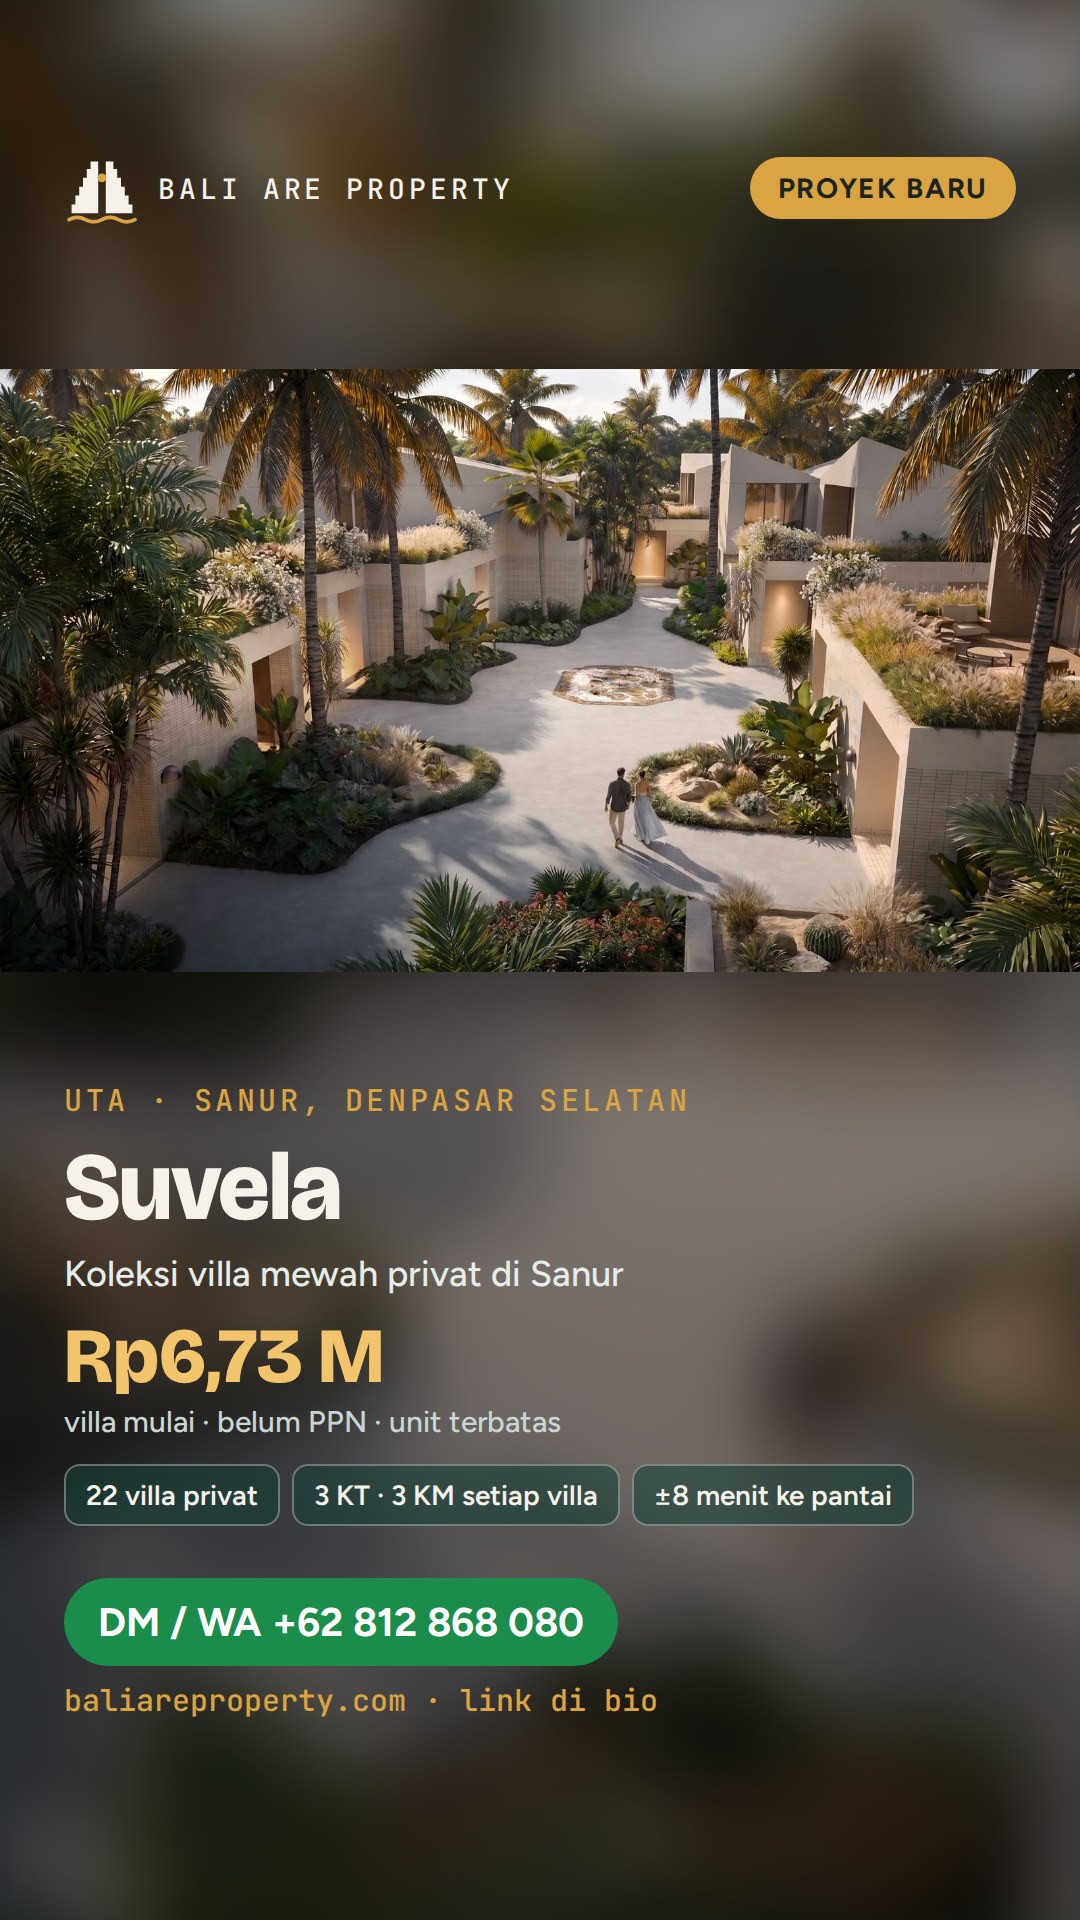 BALI ARE PROPERTY
PROYEK BARU
UTA · SANUR, DENPASAR SELATAN
Suvela
Koleksi villa mewah privat di Sanur
Rp6,73 M
villa mulai · belum PPN · unit terbatas
22 villa privat
3 KT · 3 KM setiap villa
±8 menit ke pantai
DM / WA +62 812 868 080
baliareproperty.com · link di bio